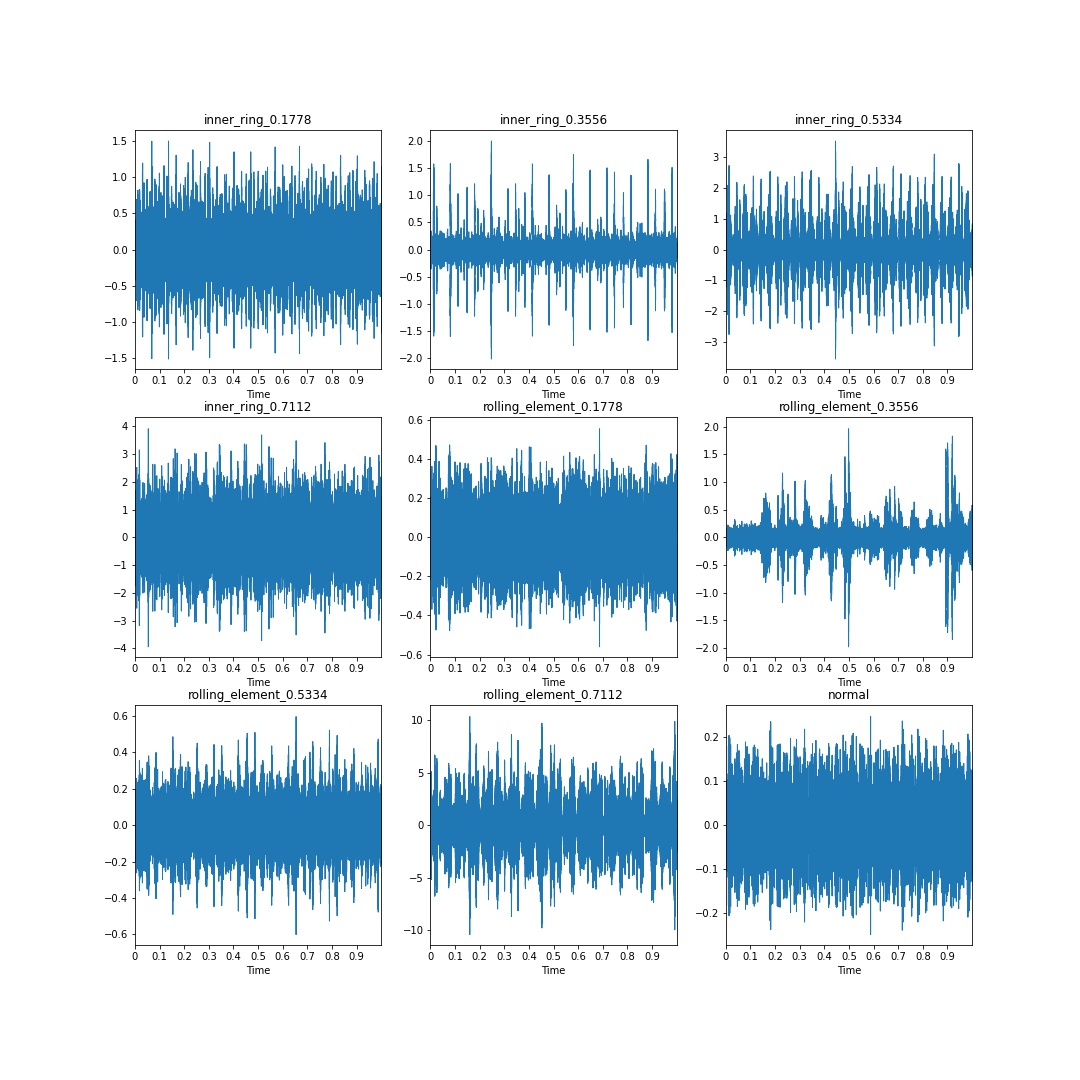 inner_ring_0.1778
1.5
1.0
0.5
0.0
−0.5
−1.0
−1.5
0 0.1 0.2 0.3 0.4 0.5 0.6 0.7 0.8 0.9
Time
inner_ring_0.3556
2.0
1.5
1.0
0.5
0.0
−0.5
−1.0
−1.5
−2.0
0 0.1 0.2 0.3 0.4 0.5 0.6 0.7 0.8 0.9
Time
inner_ring_0.5334
3
2
1
0
−1
−2
−3
0 0.1 0.2 0.3 0.4 0.5 0.6 0.7 0.8 0.9
Time
inner_ring_0.7112
4
3
2
1
0
−1
−2
−3
−4
0 0.1 0.2 0.3 0.4 0.5 0.6 0.7 0.8 0.9
Time
rolling_element_0.1778
0.6
0.4
0.2
0.0
−0.2
−0.4
−0.6
0 0.1 0.2 0.3 0.4 0.5 0.6 0.7 0.8 0.9
Time
rolling_element_0.3556
2.0
1.5
1.0
0.5
0.0
−0.5
−1.0
−1.5
−2.0
0 0.1 0.2 0.3 0.4 0.5 0.6 0.7 0.8 0.9
Time
rolling_element_0.5334
0.6
0.4
0.2
0.0
−0.2
−0.4
−0.6
0 0.1 0.2 0.3 0.4 0.5 0.6 0.7 0.8 0.9
Time
rolling_element_0.7112
10
5
0
−5
−10
0 0.1 0.2 0.3 0.4 0.5 0.6 0.7 0.8 0.9
Time
normal
0.2
0.1
0.0
−0.1
−0.2
0 0.1 0.2 0.3 0.4 0.5 0.6 0.7 0.8 0.9
Time